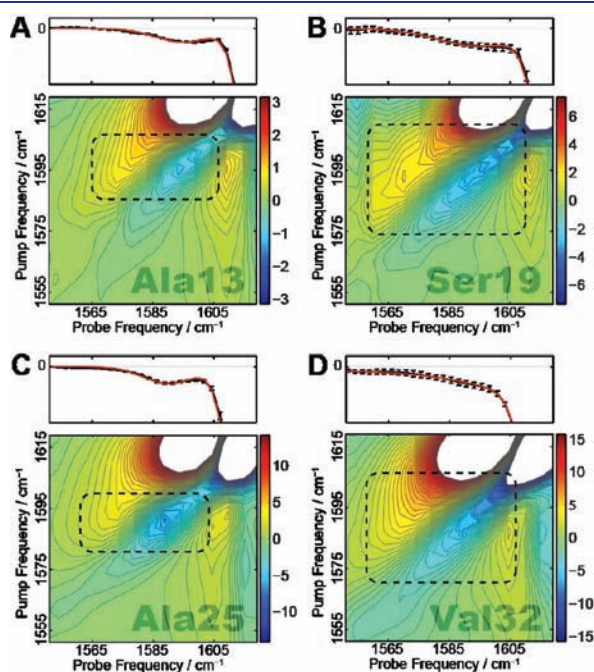 A B
0 0
Pump Frequency / cm⁻¹
1615
1595
1575
1555
3
2
1
0
-1
-2
-3
Ala13
1565 1585 1605
Probe Frequency / cm⁻¹
Pump Frequency / cm⁻¹
1615
1595
1575
1555
6
4
2
0
-2
-4
-6
Ser19
1565 1585 1605
Probe Frequency / cm⁻¹
C D
0 0
Pump Frequency / cm⁻¹
1615
1595
1575
1555
10
5
0
-5
-10
Ala25
1565 1585 1605
Probe Frequency / cm⁻¹
Pump Frequency / cm⁻¹
1615
1595
1575
1555
15
10
5
0
-5
-10
-15
Val32
1565 1585 1605
Probe Frequency / cm⁻¹